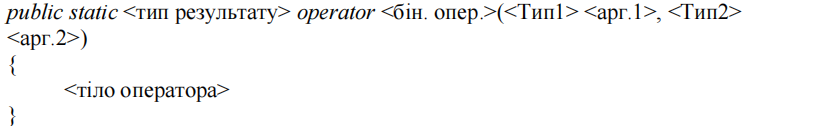 public static <тип результату> operator <бін. опер.>(<Тип1> <арг.1>, <Тип2>
<арг.2>)
{
<тіло оператора>
}